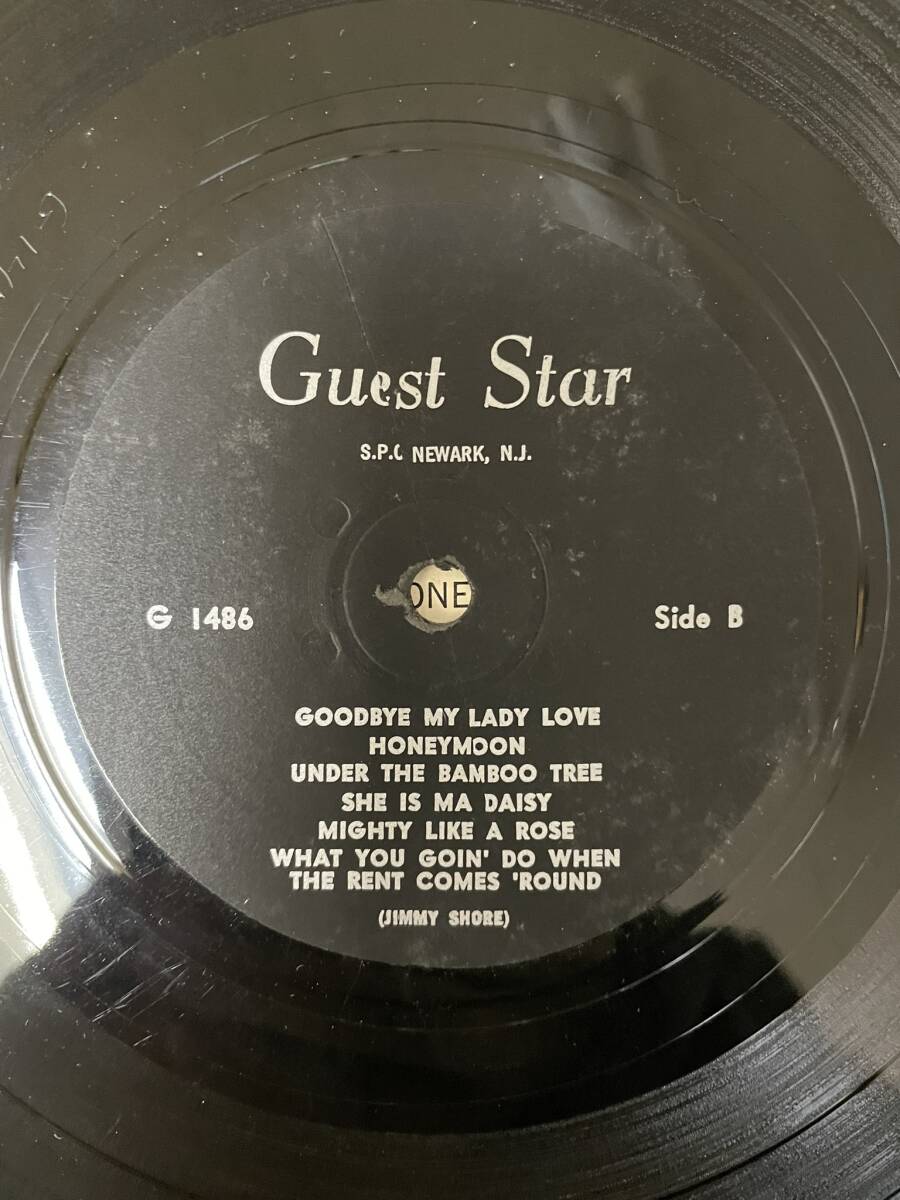 Guest Star
S.P.C NEWARK, N.J.
ONE
G 1486
Side B
GOODBYE MY LADY LOVE
HONEYMOON
UNDER THE BAMBOO TREE
SHE IS MA DAISY
MIGHTY LIKE A ROSE
WHAT YOU GOIN' DO WHEN
THE RENT COMES 'ROUND
(JIMMY SHORE)